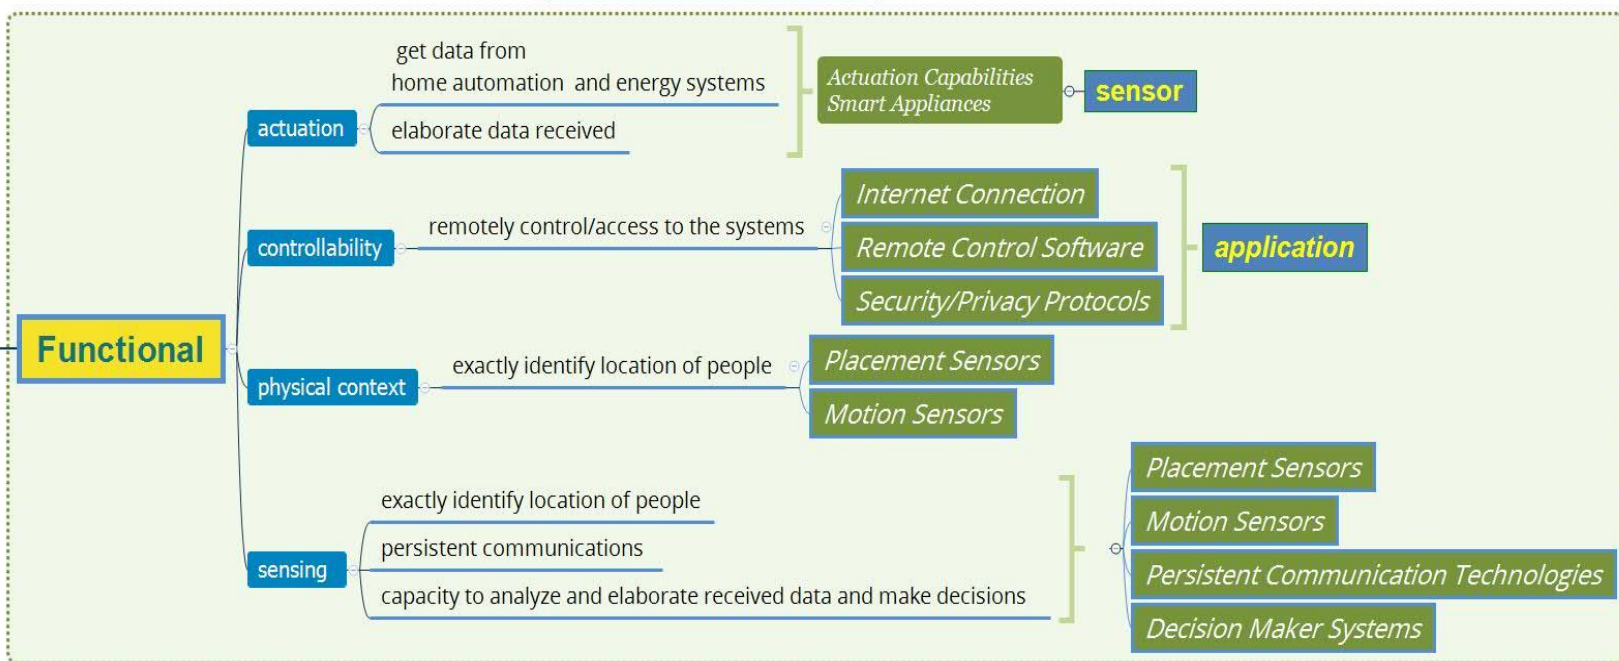 Functional
actuation
get data from
home automation and energy systems
elaborate data received
Actuation Capabilities
Smart Appliances
sensor
controllability
remotely control/access to the systems
Internet Connection
Remote Control Software
Security/Privacy Protocols
application
physical context
exactly identify location of people
Placement Sensors
Motion Sensors
sensing
exactly identify location of people
persistent communications
capacity to analyze and elaborate received data and make decisions
Placement Sensors
Motion Sensors
Persistent Communication Technologies
Decision Maker Systems